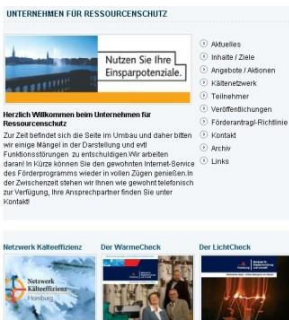 UNTERNEHMEN FÜR RESSOURCENSCHUTZ
Nutzen Sie Ihre
Einsparpotenziale.
Herzlich Willkommen beim Unternehmen für
Ressourcenschutz
Zur Zeit befindet sich die Seite im Umbau und daher bitten
wir einige Mängel in der Darstellung und evtl
Funktionsstörungen zu entschuldigen.Wir arbeiten
daran! In Kürze können Sie den gewohnten Internet-Service
des Förderprogramms wieder in vollen Zügen genießen.In
der Zwischenzeit stehen wir Ihnen wie gewohnt telefonisch
zur Verfügung, Ihre Ansprechpartner finden Sie unter
Kontakt!
Aktuelles
Inhalte / Ziele
Angebote / Aktionen
Kältenetzwerk
Teilnehmer
Veröffentlichungen
Förderantrag/-Richtlinie
Kontakt
Archiv
Links
Netzwerk Kälteeffizienz
Der WärmeCheck
Der LichtCheck
Netzwerk
Kälteeffizienz
Hamburg